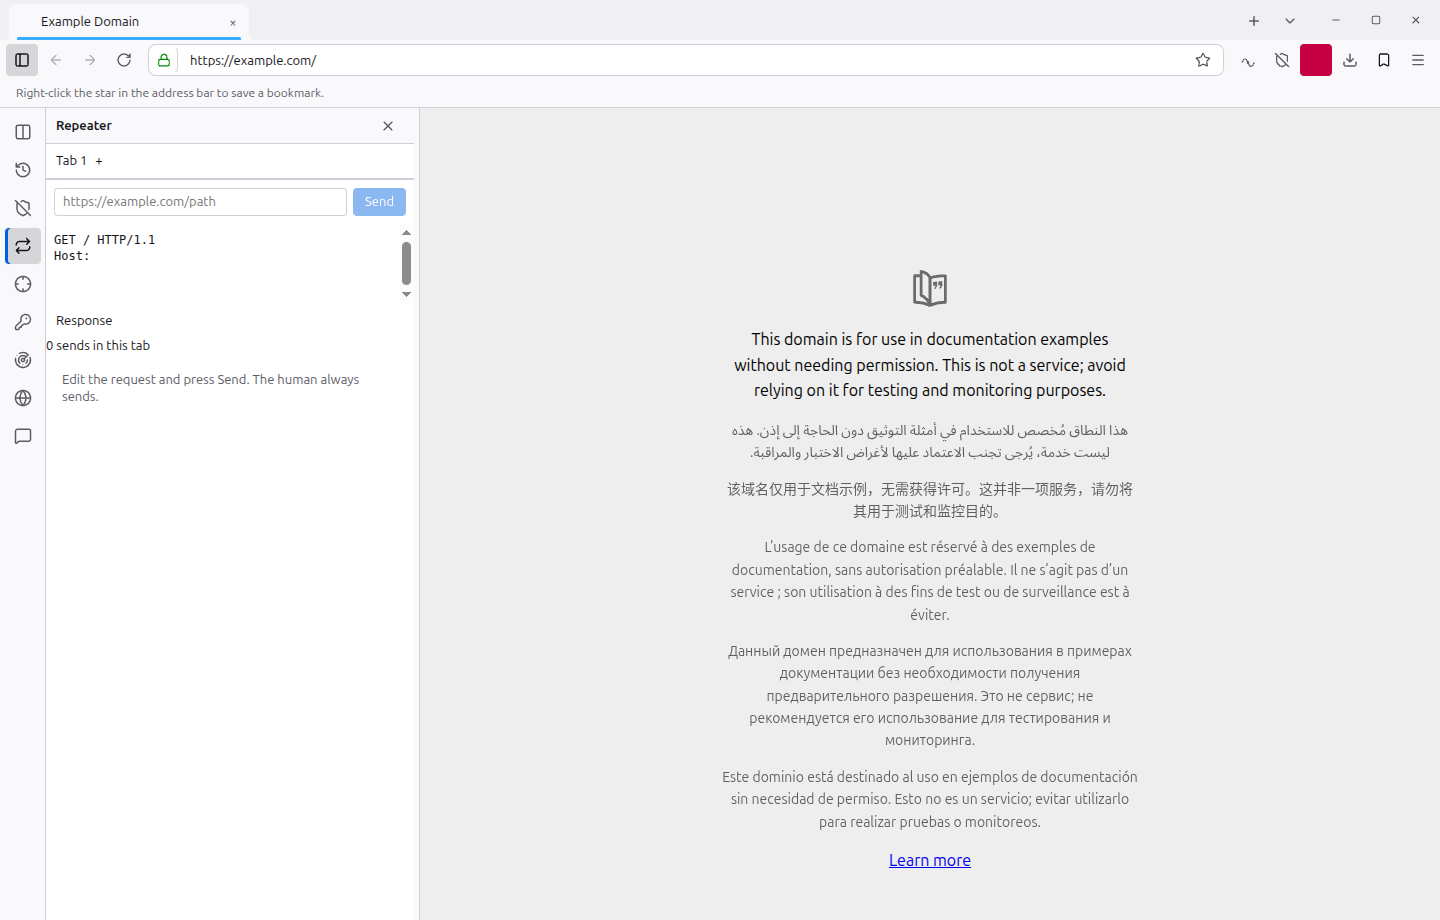 Example Domain
https://example.com/
Right-click the star in the address bar to save a bookmark.
Repeater
Tab 1 +
https://example.com/path
Send
GET / HTTP/1.1
Host:
Response
0 sends in this tab
Edit the request and press Send. The human always
sends.
This domain is for use in documentation examples
without needing permission. This is not a service; avoid
relying on it for testing and monitoring purposes.
هذا النطاق مُخصص للاستخدام في أمثلة التوثيق دون الحاجة إلى إذن. هذه
ليست خدمة، يُرجى تجنب الاعتماد عليها لأغراض الاختبار والمراقبة.
该域名仅用于文档示例，无需获得许可。这并非一项服务，请勿将
其用于测试和监控目的。
L’usage de ce domaine est réservé à des exemples de
documentation, sans autorisation préalable. Il ne s’agit pas d’un
service ; son utilisation à des fins de test ou de surveillance est à
éviter.
Данный домен предназначен для использования в примерах
документации без необходимости получения
предварительного разрешения. Это не сервис; не
рекомендуется его использование для тестирования и
мониторинга.
Este dominio está destinado al uso en ejemplos de documentación
sin necesidad de permiso. Esto no es un servicio; evitar utilizarlo
para realizar pruebas o monitoreos.
Learn more